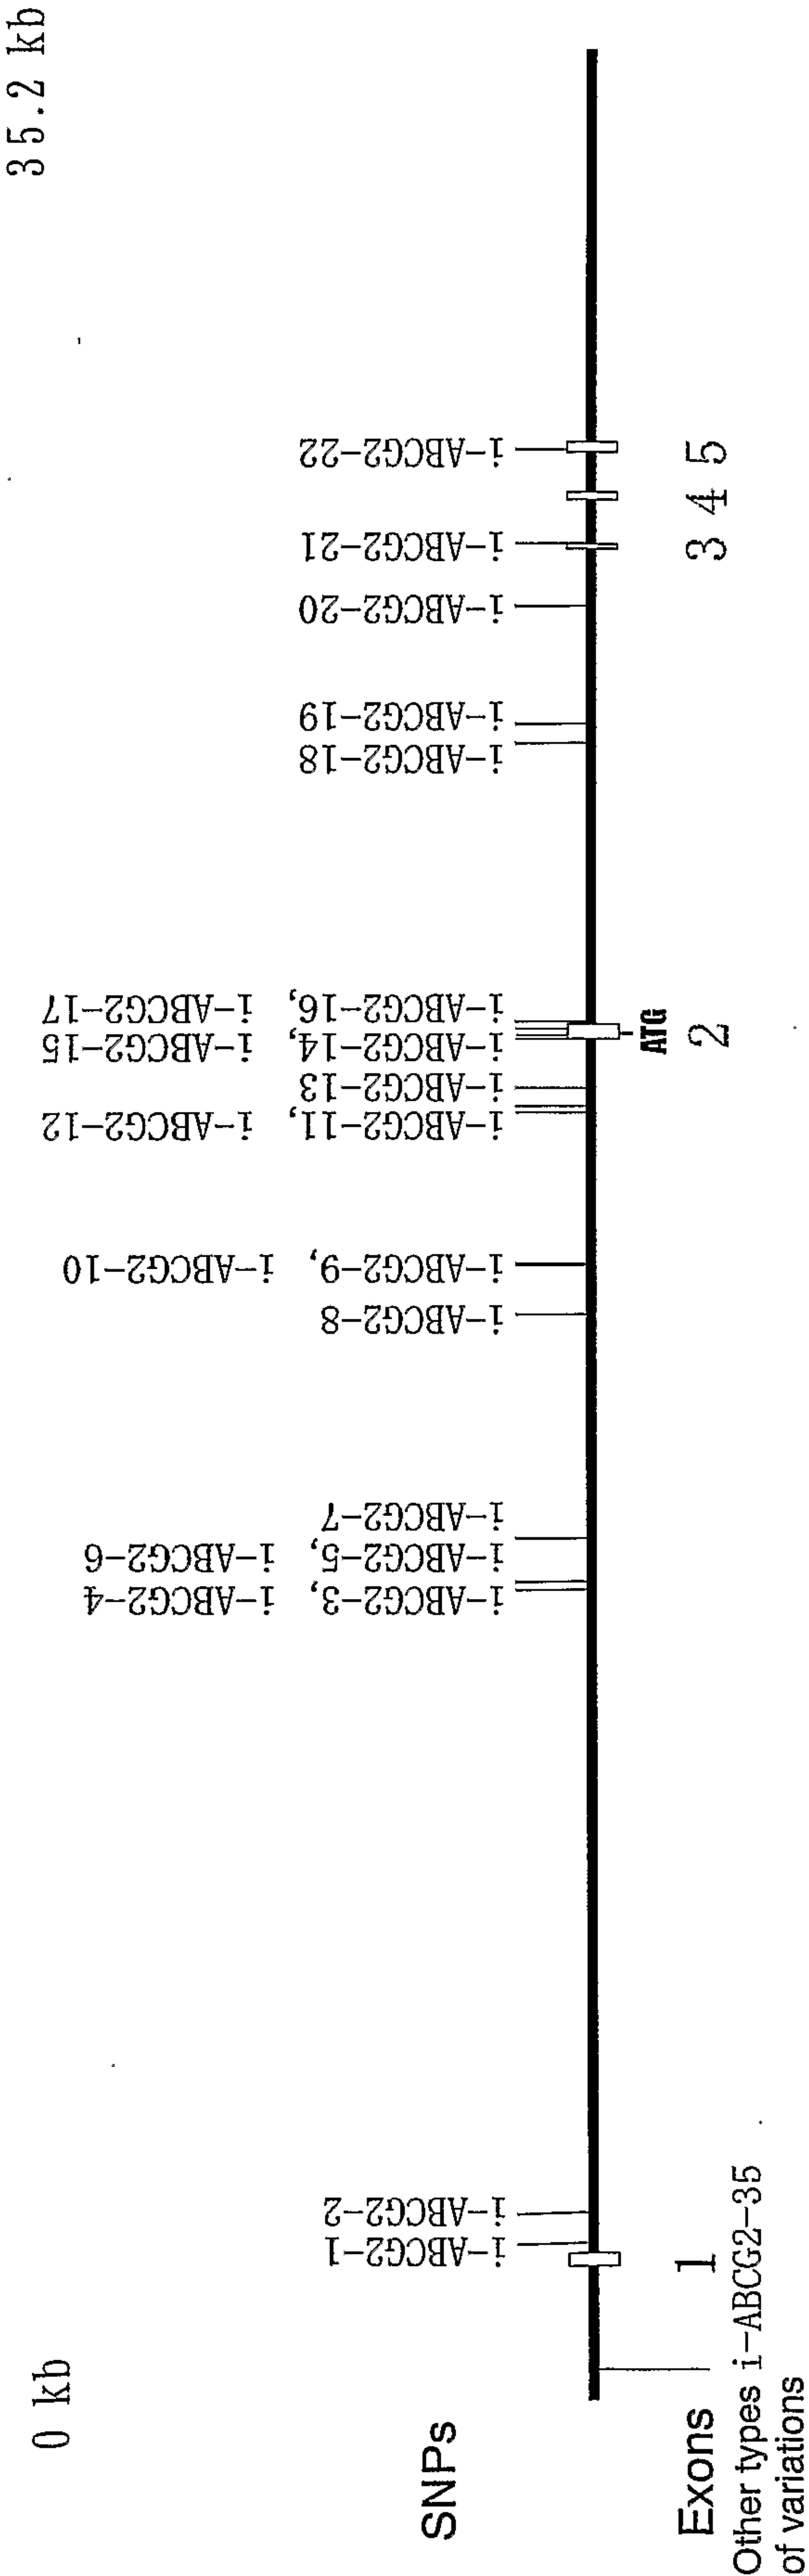 0 kb
35.2 kb
SNPs
i-ABCG2-1
i-ABCG2-2
i-ABCG2-3, i-ABCG2-4
i-ABCG2-5, i-ABCG2-6
i-ABCG2-7
i-ABCG2-8
i-ABCG2-9, i-ABCG2-10
i-ABCG2-11, i-ABCG2-12
i-ABCG2-13
i-ABCG2-14, i-ABCG2-15
i-ABCG2-16, i-ABCG2-17
i-ABCG2-18
i-ABCG2-19
i-ABCG2-20
i-ABCG2-21
i-ABCG2-22
ATG
Exons 1 2 3 4 5
Other types i-ABCG2-35
of variations